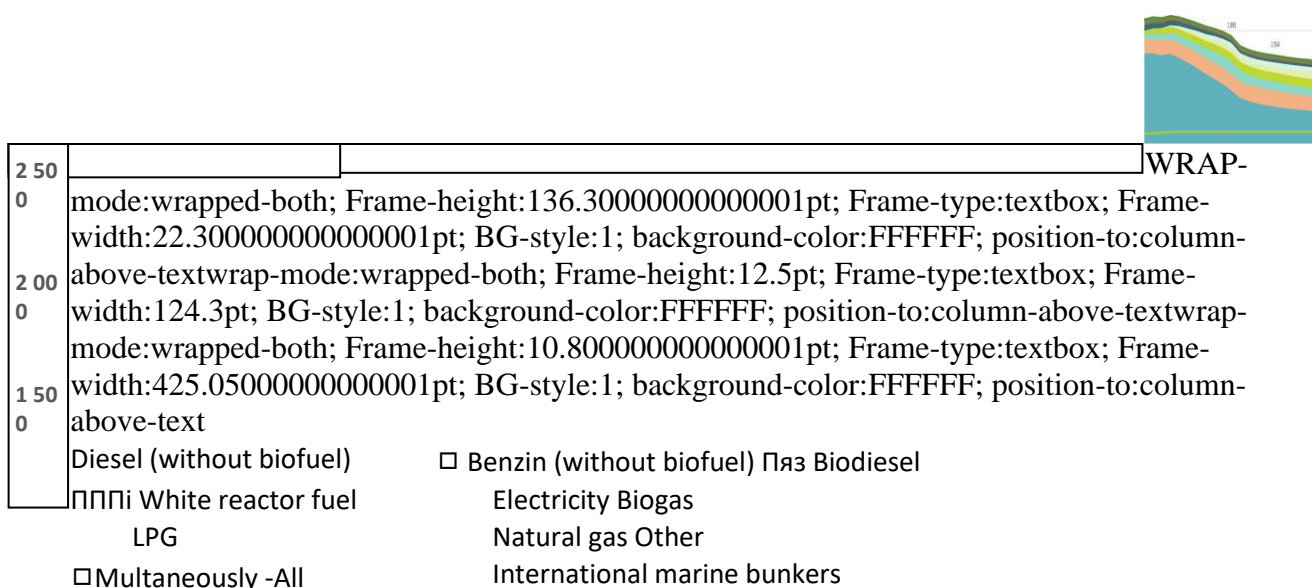 2 50
0
2 00
0
1 50
0
WRAP-
mode:wrapped-both; Frame-height:136.30000000000001pt; Frame-type:textbox; Frame-
width:22.300000000000001pt; BG-style:1; background-color:FFFFFF; position-to:column-
above-textwrap-mode:wrapped-both; Frame-height:12.5pt; Frame-type:textbox; Frame-
width:124.3pt; BG-style:1; background-color:FFFFFF; position-to:column-above-textwrap-
mode:wrapped-both; Frame-height:10.800000000000001pt; Frame-type:textbox; Frame-
width:425.05000000000001pt; BG-style:1; background-color:FFFFFF; position-to:column-
above-text
Diesel (without biofuel) □ Benzin (without biofuel) Пяз Biodiesel
ПППi White reactor fuel Electricity Biogas
LPG Natural gas Other
□Multaneously -All International marine bunkers